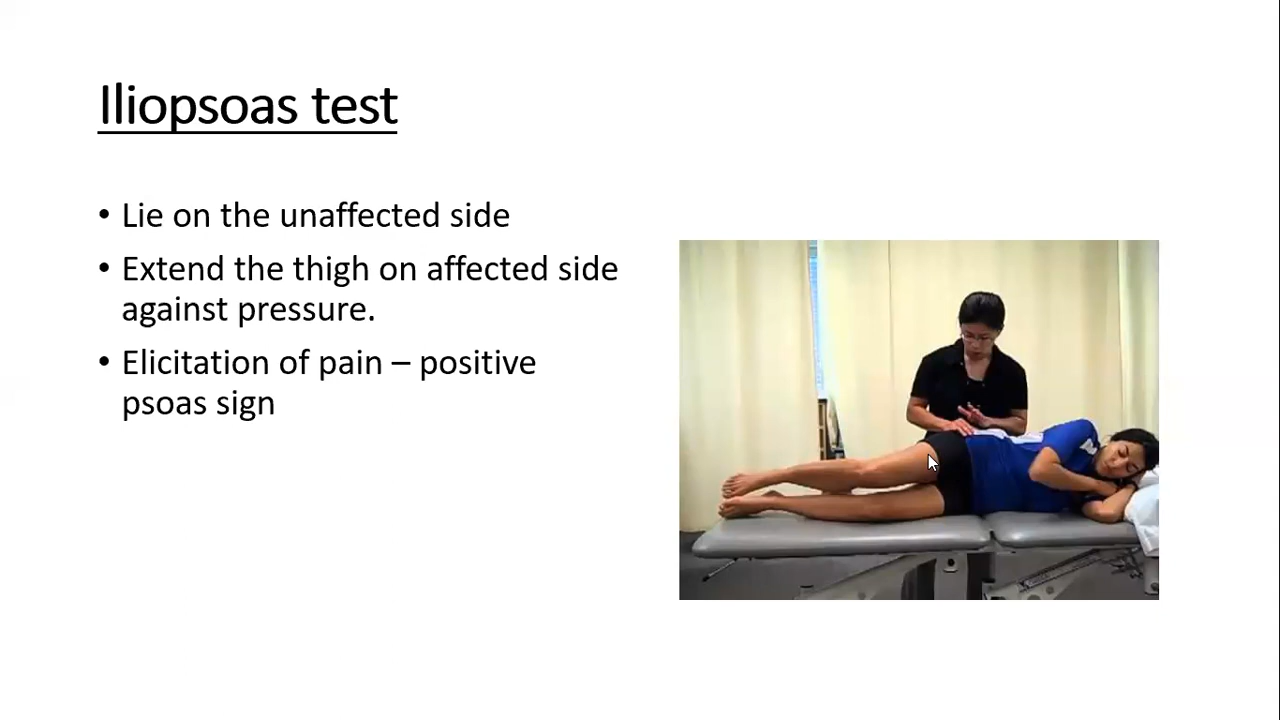 Iliopsoas test
• Lie on the unaffected side
• Extend the thigh on affected side
against pressure.
• Elicitation of pain – positive
psoas sign